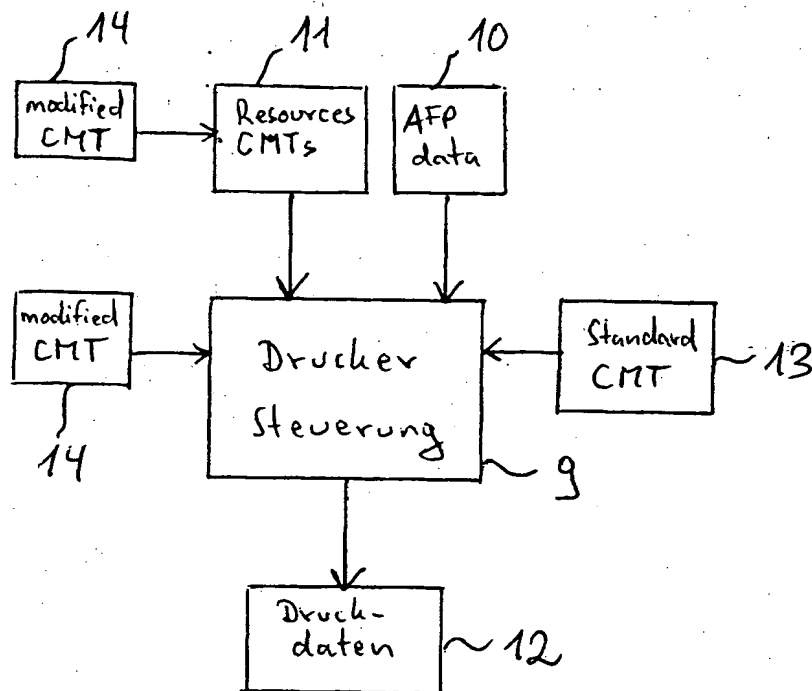 14
11
10
modified
CMT
Resources
CMTs
AFP
data
modified
CMT
14
Drucker
Steuerung
9
Standard
CMT
13
Druck-
daten
12